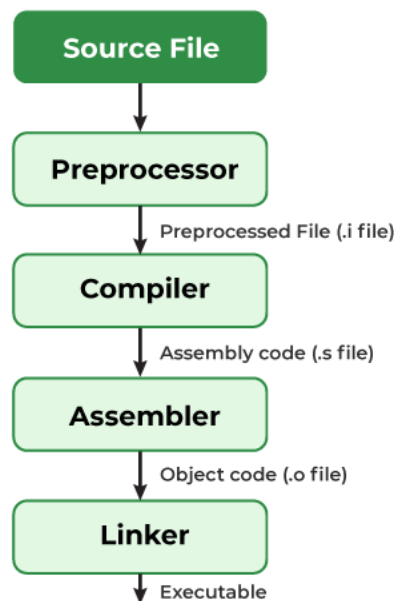 Source File
Preprocessor
Preprocessed File (.i file)
Compiler
Assembly code (.s file)
Assembler
Object code (.o file)
Linker
Executable